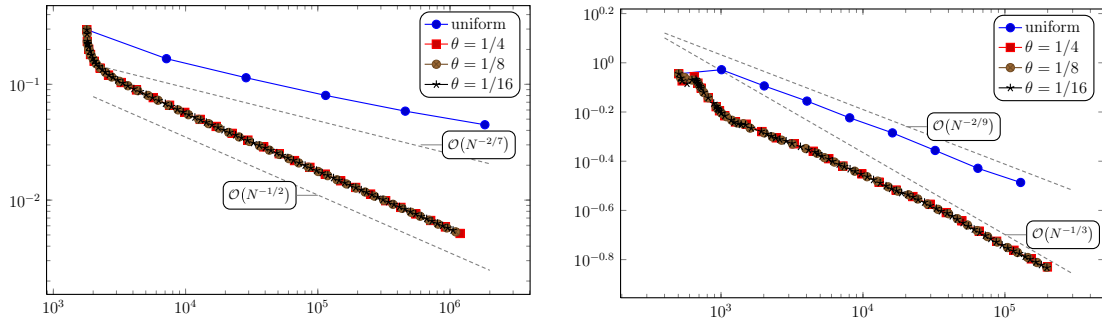 10^{-1}
10^{-2}
10^3
10^4
10^5
10^6
uniform
θ = 1/4
θ = 1/8
θ = 1/16
O(N^{-2/7})
O(N^{-1/2})
10^{0.2}
10^0
10^{-0.2}
10^{-0.4}
10^{-0.6}
10^{-0.8}
10^3
10^4
10^5
uniform
θ = 1/4
θ = 1/8
θ = 1/16
O(N^{-2/9})
O(N^{-1/3})